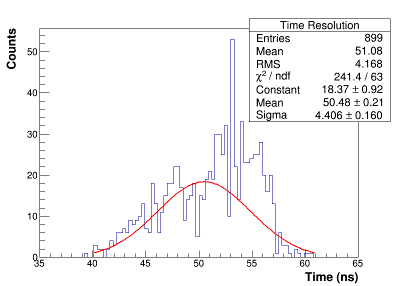 Time Resolution
Entries 899
Mean 51.08
RMS 4.168
χ² / ndf 241.4 / 63
Constant 18.37 ± 0.92
Mean 50.48 ± 0.21
Sigma 4.406 ± 0.160
Counts
50
40
30
20
10
0
35 40 45 50 55 60 65
Time (ns)